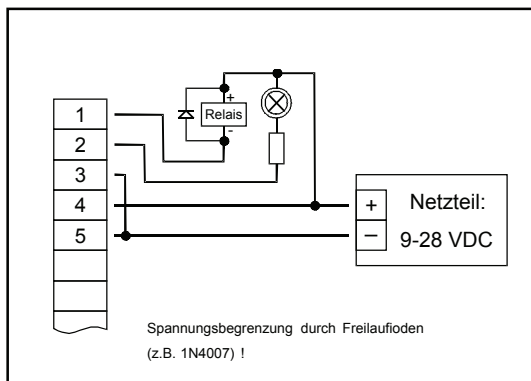 1
2
3
4
5
+
Relais
-
+
–
Netzteil:
9-28 VDC
Spannungsbegrenzung durch Freilaufioden
(z.B. 1N4007) !